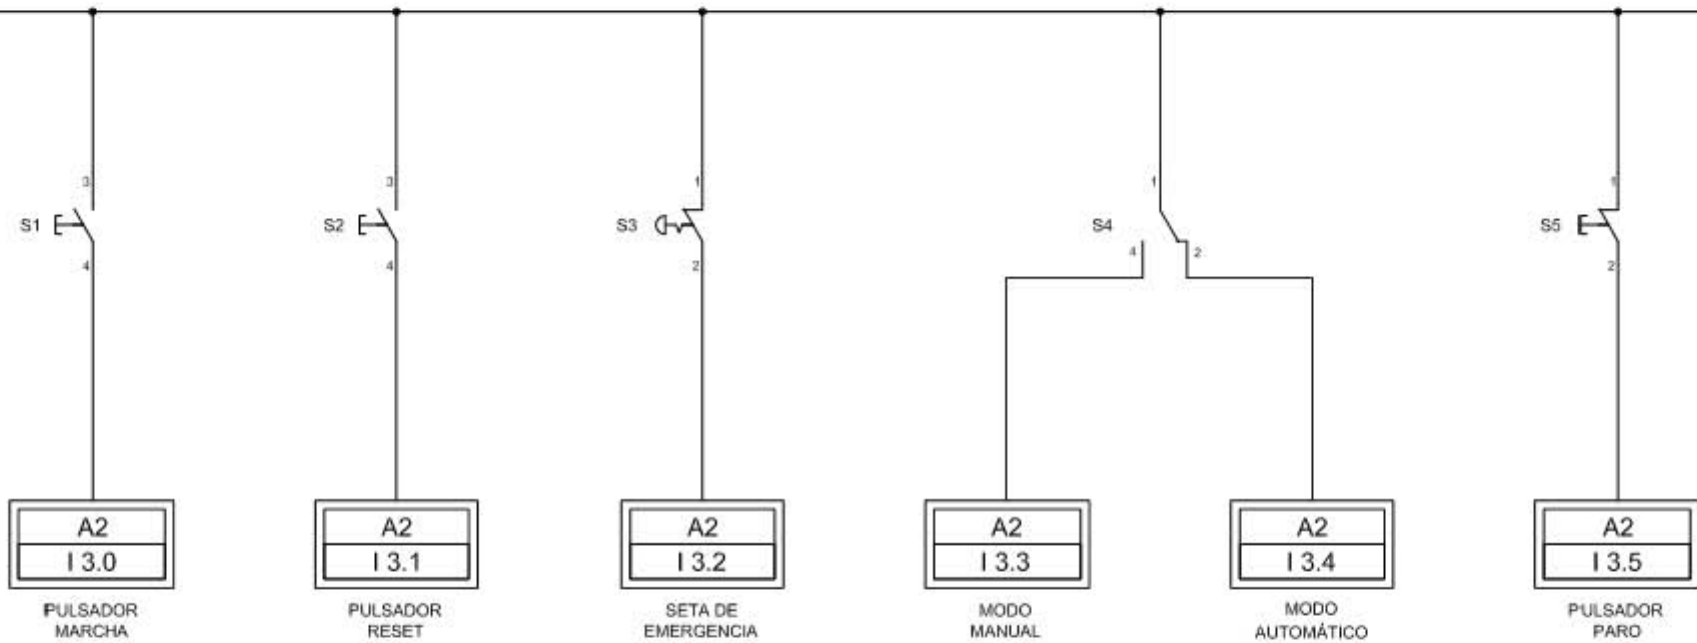 3
3
1
1
1
S1
S2
S3
S4
S5
4
4
2
4
2
2
A2
I 3.0
PULSADOR
MARCHA
A2
I 3.1
PULSADOR
RESET
A2
I 3.2
SETA DE
EMERGENCIA
A2
I 3.3
MODO
MANUAL
A2
I 3.4
MODO
AUTOMÁTICO
A2
I 3.5
PULSADOR
PARO